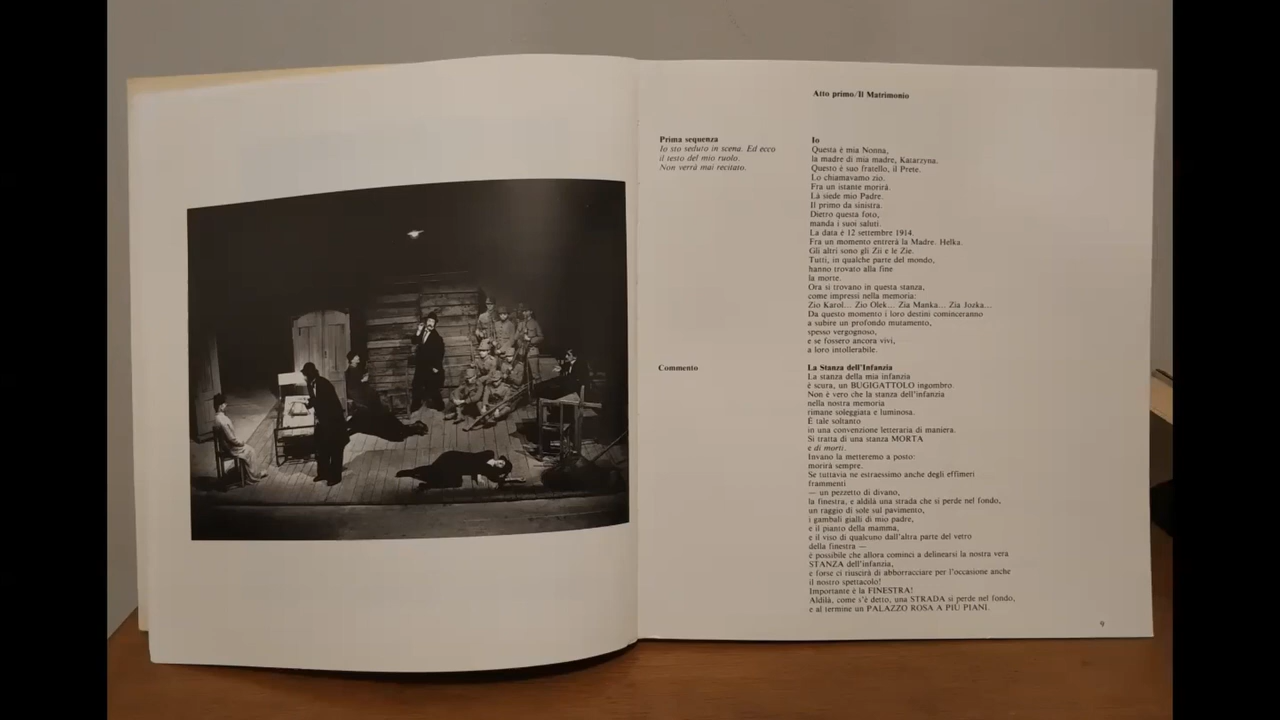 Atto primo/Il Matrimonio
Prima sequenza
Io sto seduto in scena. Ed ecco
il testo del mio ruolo.
Non verrà mai recitato.
Io
Questa è mia Nonna,
la madre di mia madre, Katarzyna.
Questo è suo fratello, il Prete.
Lo chiamavamo zio.
Fra un istante morirà.
Là siede mio Padre.
Il primo da sinistra.
Dietro questa foto,
manda i suoi saluti.
La data è 12 settembre 1914.
Fra un momento entrerà la Madre. Helka.
Gli altri sono gli Zii e le Zie.
Tutti, in qualche parte del mondo,
hanno trovato alla fine
la morte.
Ora si trovano in questa stanza,
come impressi nella memoria:
Zio Karol... Zio Olek... Zia Manka... Zia Jozka...
Da questo momento i loro destini cominceranno
a subire un profondo mutamento,
spesso vergognoso,
e se fossero ancora vivi,
a loro intollerabile.
Commento
La Stanza dell'Infanzia
La stanza della mia infanzia
è scura, un BUGIGATTOLO ingombro.
Non è vero che la stanza dell'infanzia
nella nostra memoria
rimane soleggiata e luminosa.
È tale soltanto
in una convenzione letteraria di maniera.
Si tratta di una stanza MORTA
e di morti.
Invano la metteremo a posto:
morirà sempre.
Se tuttavia ne estraessimo anche degli effimeri
frammenti
— un pezzetto di divano,
la finestra, e aldilà una strada che si perde nel fondo,
un raggio di sole sul pavimento,
i gambali gialli di mio padre,
e il pianto della mamma,
e il viso di qualcuno dall'altra parte del vetro
della finestra —
è possibile che allora cominci a delinearsi la nostra vera
STANZA dell'infanzia,
e forse ci riuscirà di abborracciare per l'occasione anche
il nostro spettacolo!
Importante è la FINESTRA!
Aldilà, come s'è detto, una STRADA si perde nel fondo,
e al termine un PALAZZO ROSA A PIÙ PIANI.
9